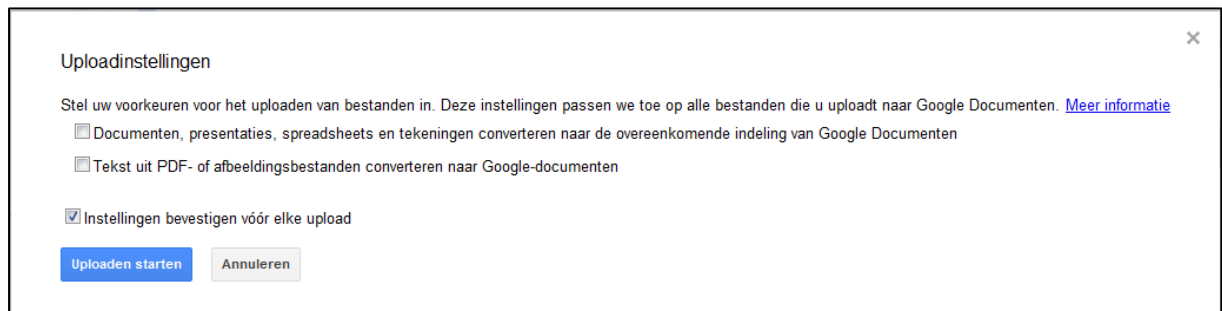 Uploadinstellingen
Stel uw voorkeuren voor het uploaden van bestanden in. Deze instellingen passen we toe op alle bestanden die u uploadt naar Google Documenten. Meer informatie
Documenten, presentaties, spreadsheets en tekeningen converteren naar de overeenkomende indeling van Google Documenten
Tekst uit PDF- of afbeeldingsbestanden converteren naar Google-documenten
Instellingen bevestigen vóór elke upload
Uploaden starten Annuleren